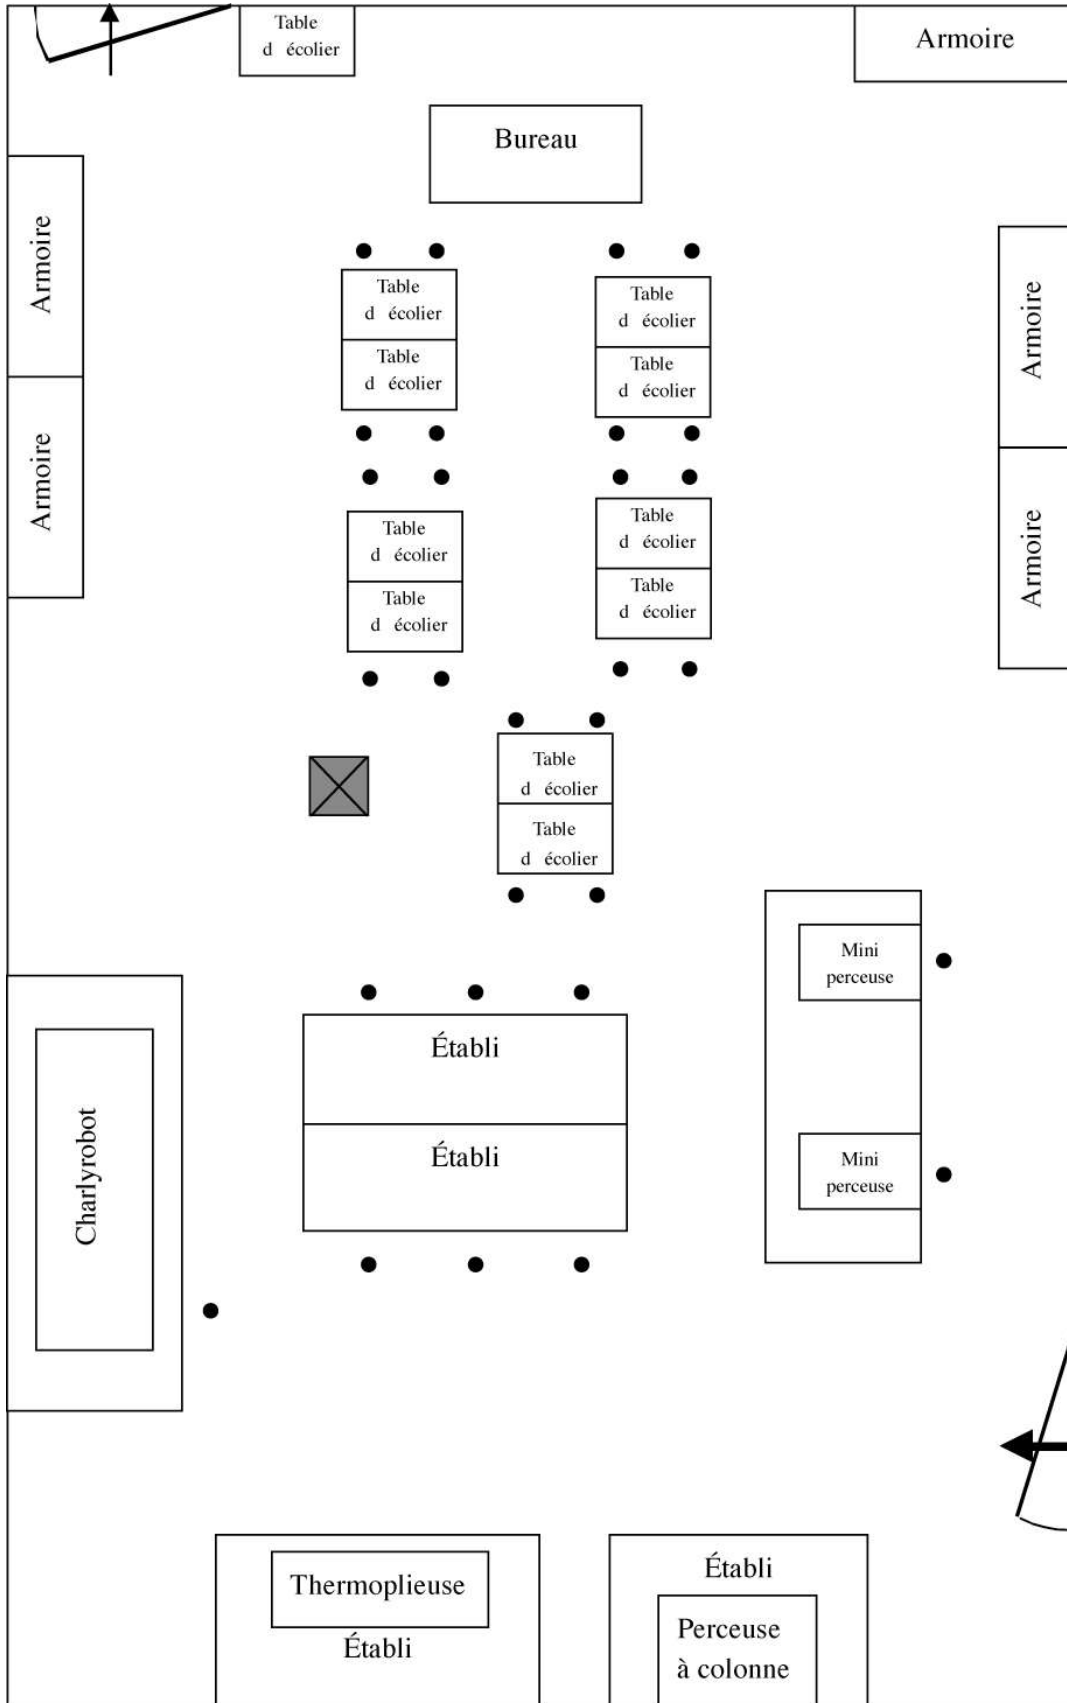 Table
d écolier
Armoire
Bureau
Armoire
Armoire
Table
d écolier
Table
d écolier
Table
d écolier
Table
d écolier
Armoire
Armoire
Table
d écolier
Table
d écolier
Table
d écolier
Table
d écolier
Table
d écolier
Table
d écolier
Mini
perceuse
Mini
perceuse
Établi
Établi
Charlyrobot
Thermoplieuse
Établi
Établi
Perceuse
à colonne